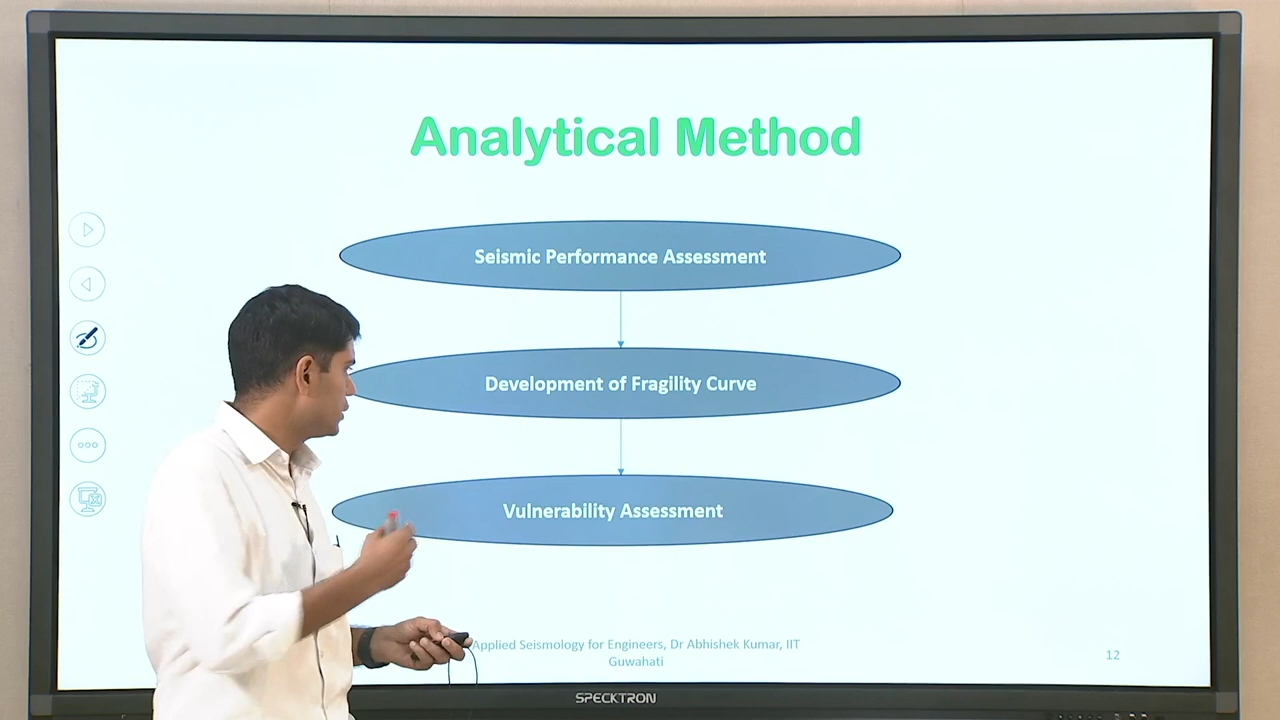 Analytical Method
Seismic Performance Assessment
Development of Fragility Curve
Vulnerability Assessment
Applied Seismology for Engineers, Dr Abhishek Kumar, IIT
Guwahati
12
SPECKTRON